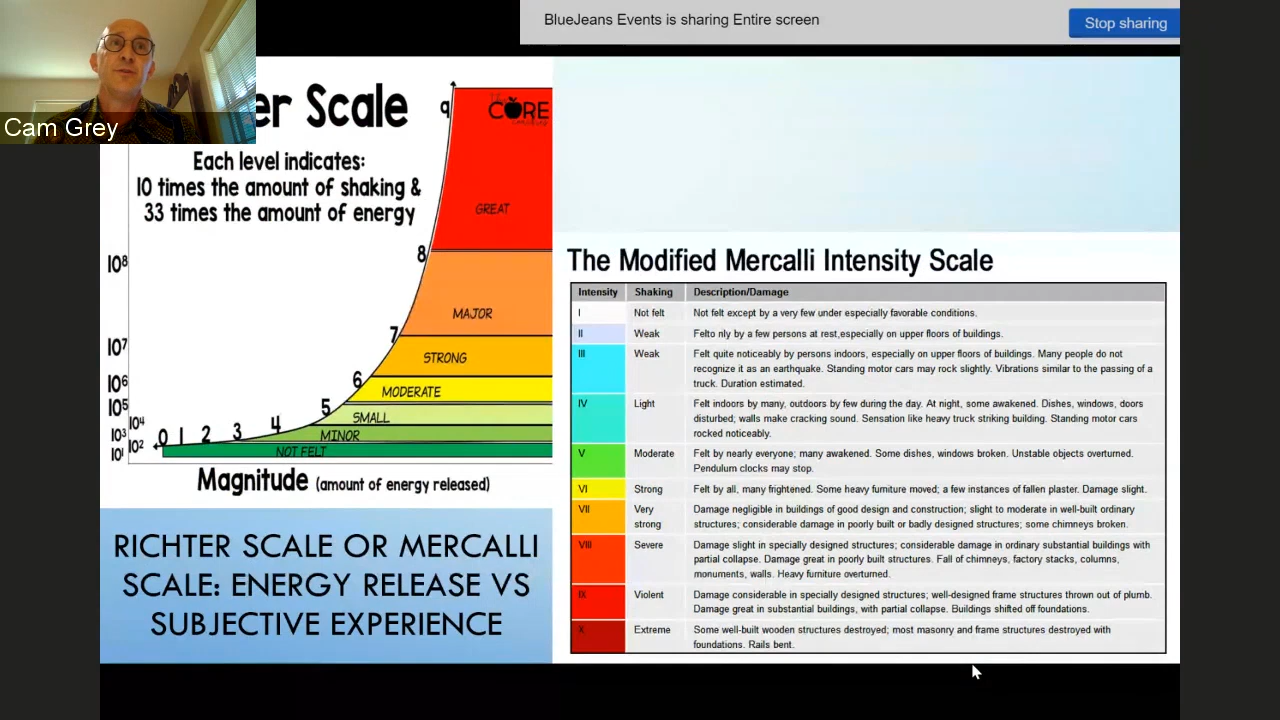 BlueJeans Events is sharing Entire screen
Stop sharing
Cam Grey
er Scale
Each level indicates:
10 times the amount of shaking &
33 times the amount of energy
CORE
9
GREAT
8
10⁸
MAJOR
7
10⁷
STRONG
6
10⁶
MODERATE
5
10⁵
SMALL
4
10⁴
3
10³
MINOR
0 1 2
10²
10¹
NOT FELT
Magnitude (amount of energy released)
RICHTER SCALE OR MERCALLI
SCALE: ENERGY RELEASE VS
SUBJECTIVE EXPERIENCE
The Modified Mercalli Intensity Scale
Intensity Shaking Description/Damage
I Not felt Not felt except by a very few under especially favorable conditions.
II Weak Felto nly by a few persons at rest,especially on upper floors of buildings.
III Weak Felt quite noticeably by persons indoors, especially on upper floors of buildings. Many people do not
recognize it as an earthquake. Standing motor cars may rock slightly. Vibrations similar to the passing of a
truck. Duration estimated.
IV Light Felt indoors by many, outdoors by few during the day. At night, some awakened. Dishes, windows, doors
disturbed; walls make cracking sound. Sensation like heavy truck striking building. Standing motor cars
rocked noticeably.
V Moderate Felt by nearly everyone; many awakened. Some dishes, windows broken. Unstable objects overturned.
Pendulum clocks may stop.
VI Strong Felt by all, many frightened. Some heavy furniture moved; a few instances of fallen plaster. Damage slight.
VII Very strong Damage negligible in buildings of good design and construction; slight to moderate in well-built ordinary
structures; considerable damage in poorly built or badly designed structures; some chimneys broken.
VIII Severe Damage slight in specially designed structures; considerable damage in ordinary substantial buildings with
partial collapse. Damage great in poorly built structures. Fall of chimneys, factory stacks, columns,
monuments, walls. Heavy furniture overturned.
IX Violent Damage considerable in specially designed structures; well-designed frame structures thrown out of plumb.
Damage great in substantial buildings, with partial collapse. Buildings shifted off foundations.
X Extreme Some well-built wooden structures destroyed; most masonry and frame structures destroyed with
foundations. Rails bent.